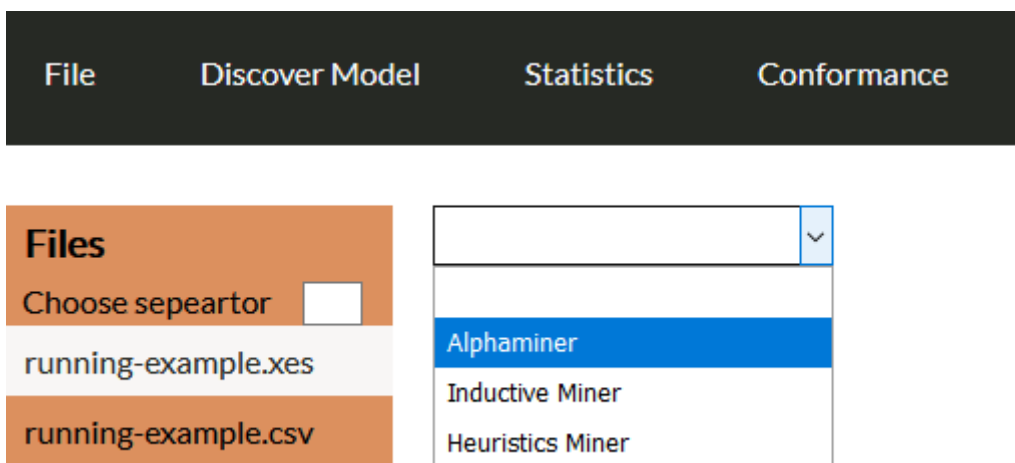 File Discover Model Statistics Conformance
Files
Choose sepeartor
running-example.xes
running-example.csv
Alphaminer
Inductive Miner
Heuristics Miner